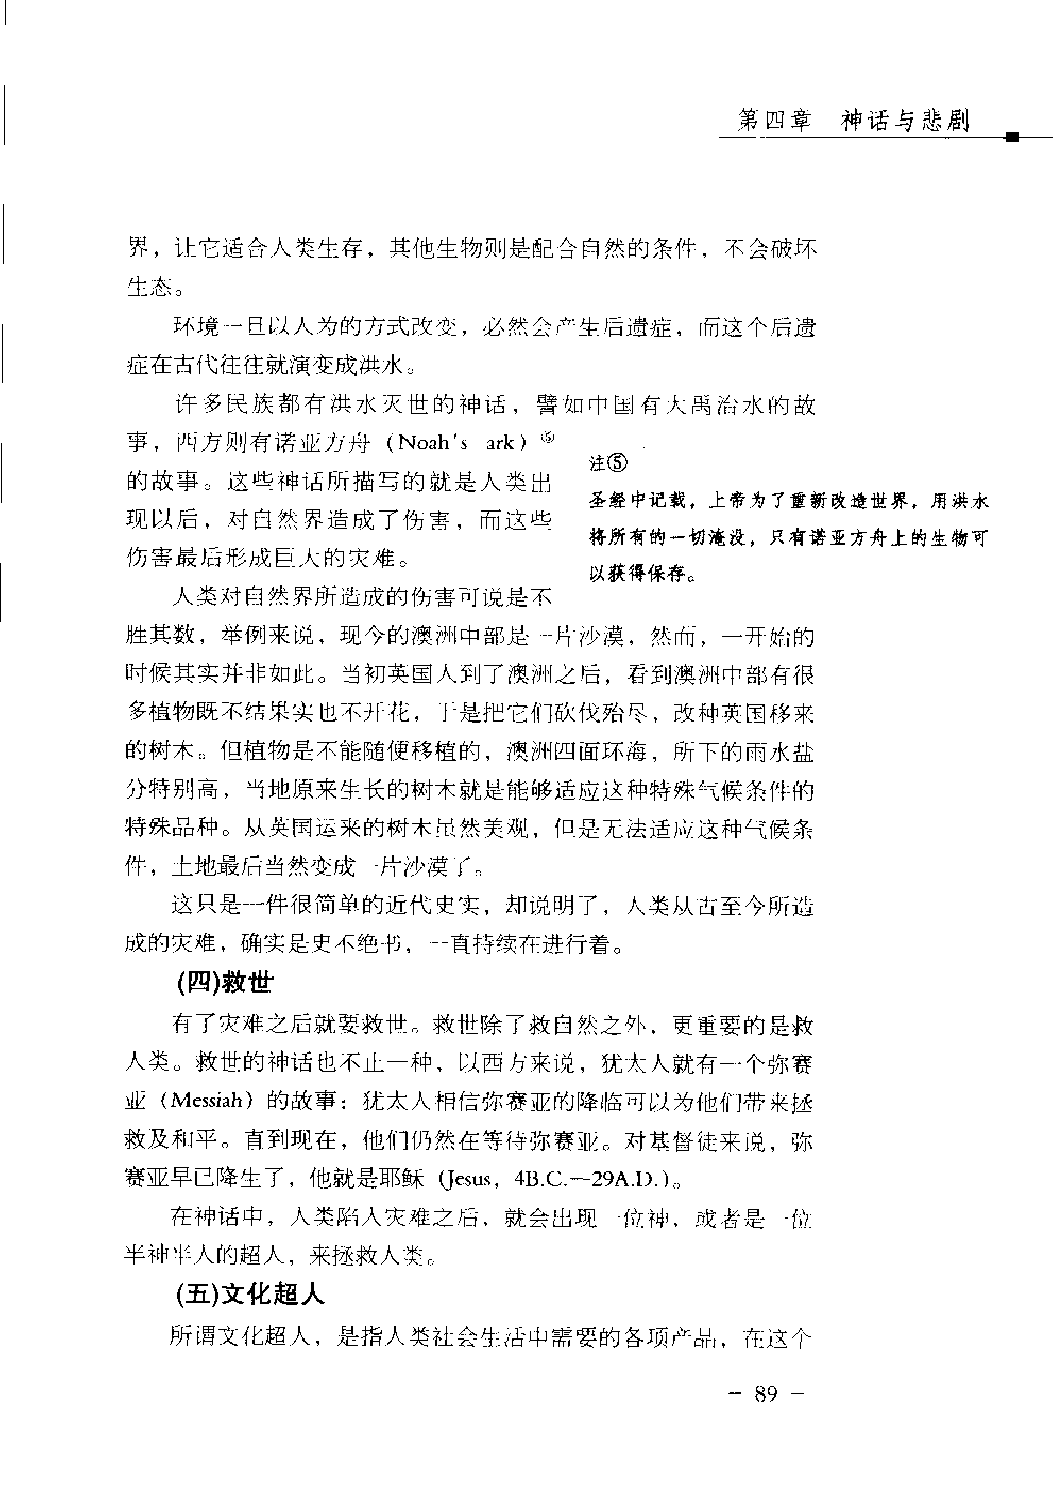 第四章　神话与悲剧
界，让它适合人类生存，其他生物则是配合自然的条件，不会破坏
生态。
环境一旦以人为的方式改变，必然会产生后遗症，而这个后遗
症在古代往往就演变成洪水。
许多民族都有洪水灭世的神话，譬如中国有大禹治水的故
事，西方则有诺亚方舟（Noah's ark）⑤
的故事。这些神话所描写的就是人类出
现以后，对自然界造成了伤害，而这些
伤害最后形成巨大的灾难。
注⑤
圣经中记载，上帝为了重新改造世界，用洪水
将所有的一切淹没，只有诺亚方舟上的生物可
以获得保存。
人类对自然界所造成的伤害可说是不
胜其数，举例来说，现今的澳洲中部是一片沙漠，然而，一开始的
时候其实并非如此。当初英国人到了澳洲之后，看到澳洲中部有很
多植物既不结果实也不开花，于是把它们砍伐殆尽，改种英国移来
的树木。但植物是不能随便移植的，澳洲四面环海，所下的雨水盐
分特别高，当地原来生长的树木就是能够适应这种特殊气候条件的
特殊品种。从英国运来的树木虽然美观，但是无法适应这种气候条
件，土地最后当然变成一片沙漠了。
这只是一件很简单的近代史实，却说明了，人类从古至今所造
成的灾难，确实是史不绝书，一直持续在进行着。
(四)救世
有了灾难之后就要救世。救世除了救自然之外，更重要的是救
人类。救世的神话也不止一种，以西方来说，犹太人就有一个弥赛
亚（Messiah）的故事：犹太人相信弥赛亚的降临可以为他们带来拯
救及和平。直到现在，他们仍然在等待弥赛亚。对基督徒来说，弥
赛亚早已降生了，他就是耶稣（Jesus，4B.C.—29A.D.）。
在神话中，人类陷入灾难之后，就会出现一位神，或者是一位
半神半人的超人，来拯救人类。
(五)文化超人
所谓文化超人，是指人类社会生活中需要的各项产品，在这个
－ 89 －